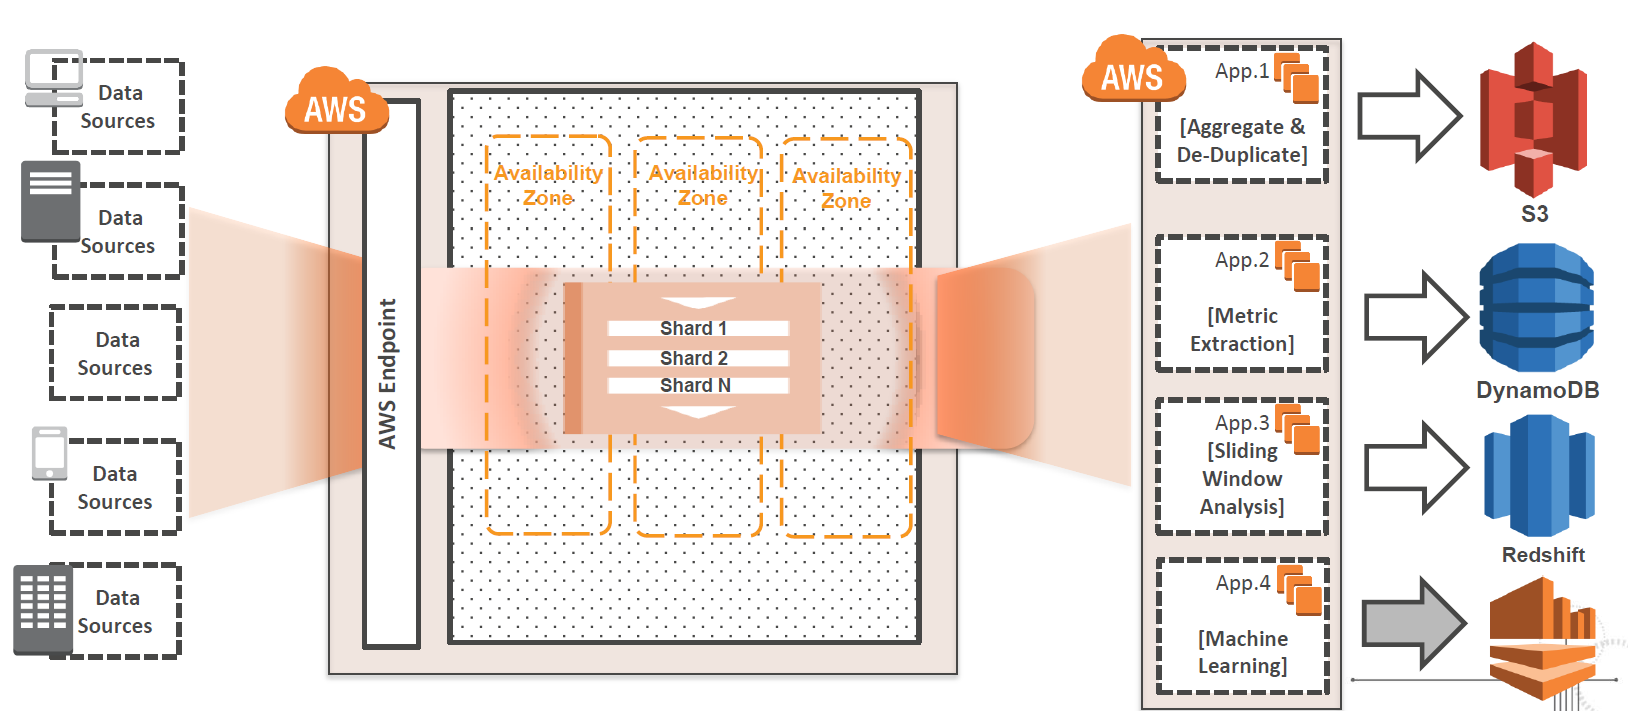 Data
Sources
Data
Sources
Data
Sources
Data
Sources
Data
Sources
AWS
AWS Endpoint
Availability
Zone
Availability
Zone
Availability
Zone
Shard 1
Shard 2
Shard N
AWS
App.1
[Aggregate &
De-Duplicate]
App.2
[Metric
Extraction]
App.3
[Sliding
Window
Analysis]
App.4
[Machine
Learning]
S3
DynamoDB
Redshift